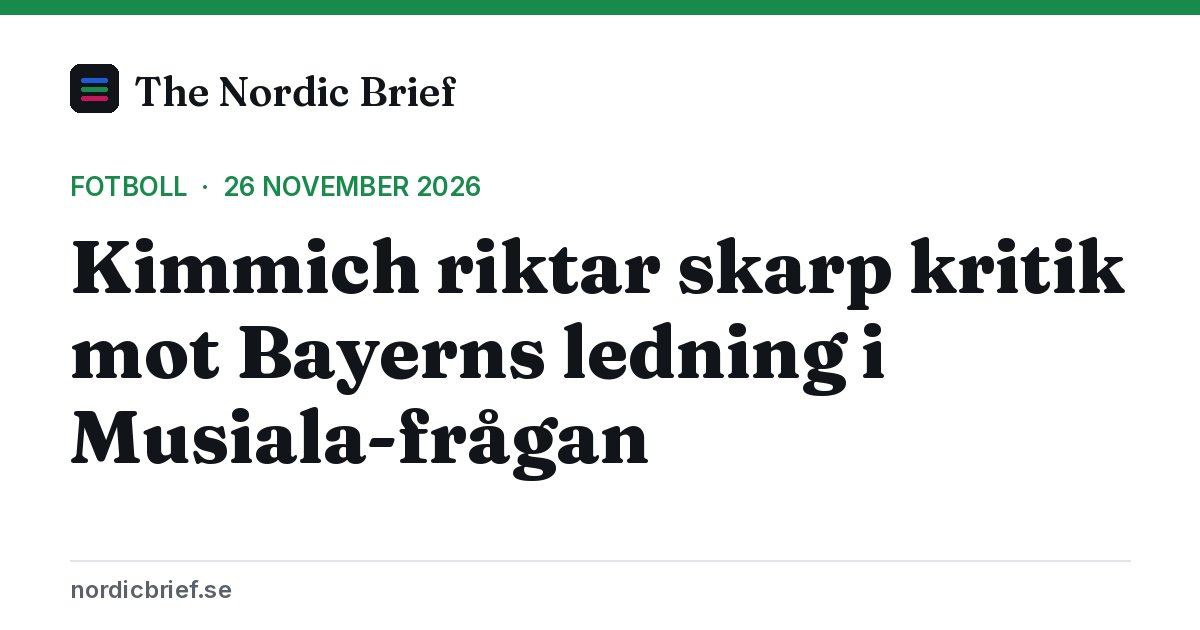 The Nordic Brief
FOTBOLL · 26 NOVEMBER 2026
Kimmich riktar skarp kritik
mot Bayerns ledning i
Musiala-frågan
nordicbrief.se